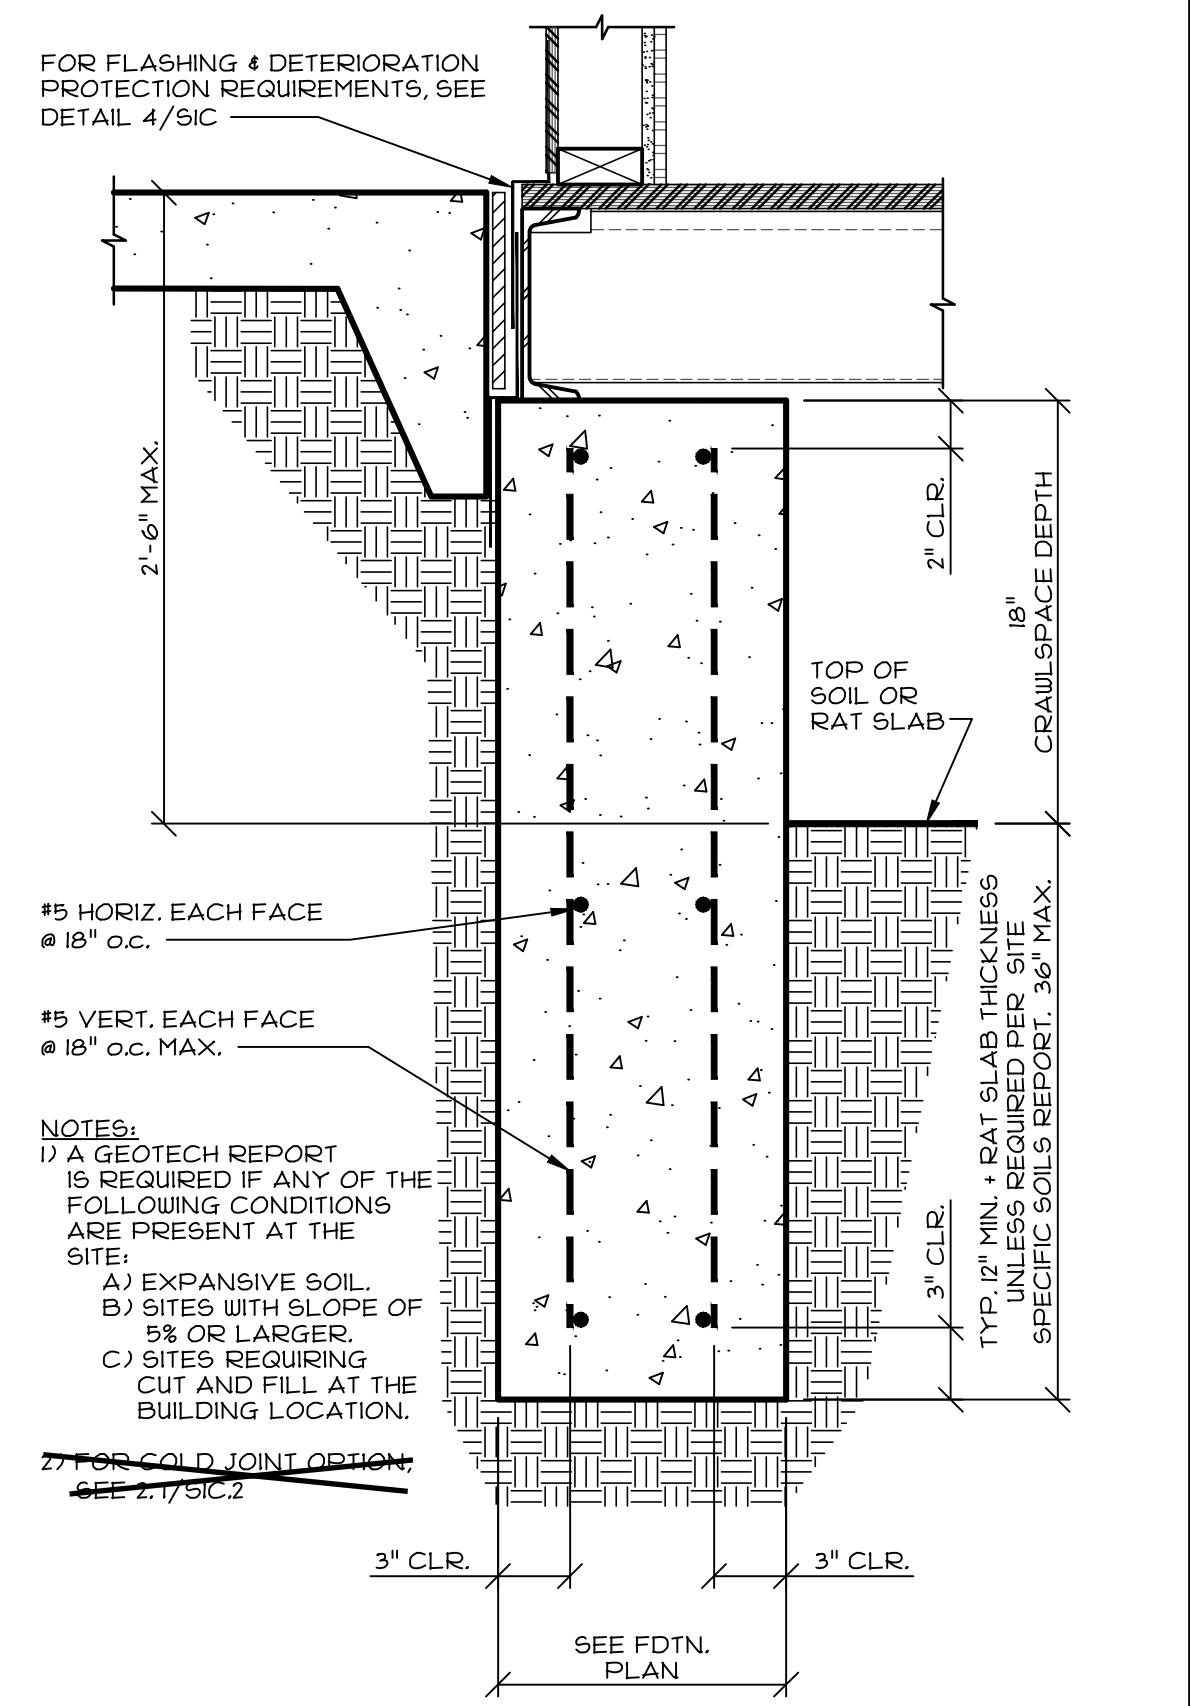 FOR FLASHING & DETERIORATION
PROTECTION REQUIREMENTS, SEE
DETAIL 4/S1C
2'-6" MAX.
2" CLR.
18"
CRAWLSPACE DEPTH
TOP OF
SOIL OR
RAT SLAB
#5 HORIZ. EACH FACE
@ 18" O.C.
#5 VERT. EACH FACE
@ 18" O.C. MAX.
TYP. 12" MIN. + RAT SLAB THICKNESS
UNLESS REQUIRED PER SITE
SPECIFIC SOILS REPORT. 36" MAX.
3" CLR.
NOTES:
1) A GEOTECH REPORT
IS REQUIRED IF ANY OF THE
FOLLOWING CONDITIONS
ARE PRESENT AT THE
SITE:
A) EXPANSIVE SOIL.
B) SITES WITH SLOPE OF
5% OR LARGER.
C) SITES REQUIRING
CUT AND FILL AT THE
BUILDING LOCATION.
2) FOR COLD JOINT OPTION,
SEE 2.1/S1C.2
3" CLR.
3" CLR.
SEE FDTN.
PLAN